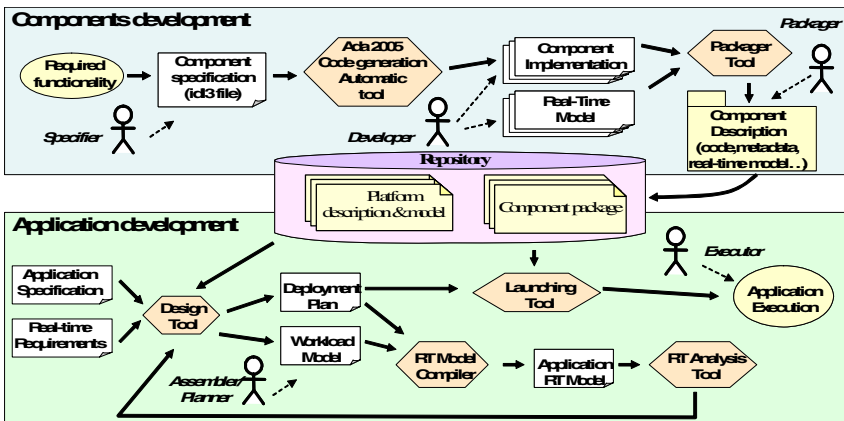 Components development
Packager
Required
functionality
Component
specification
(idl3 file)
Ada 2005
Code generation
Automatic
tool
Component
Implementation
Real-Time
Model
Packager
Tool
Specifier
Developer
Component
Description
(code,metadata,
real-time model...)
Repository
Platform
description & model
Component package
Application development
Executor
Application
Specification
Real-time
Requirements
Design
Tool
Deployment
Plan
Workload
Model
Launching
Tool
Application
Execution
Assembler/
Planner
RT Model
Compiler
Application
RT Model
RT Analysis
Tool